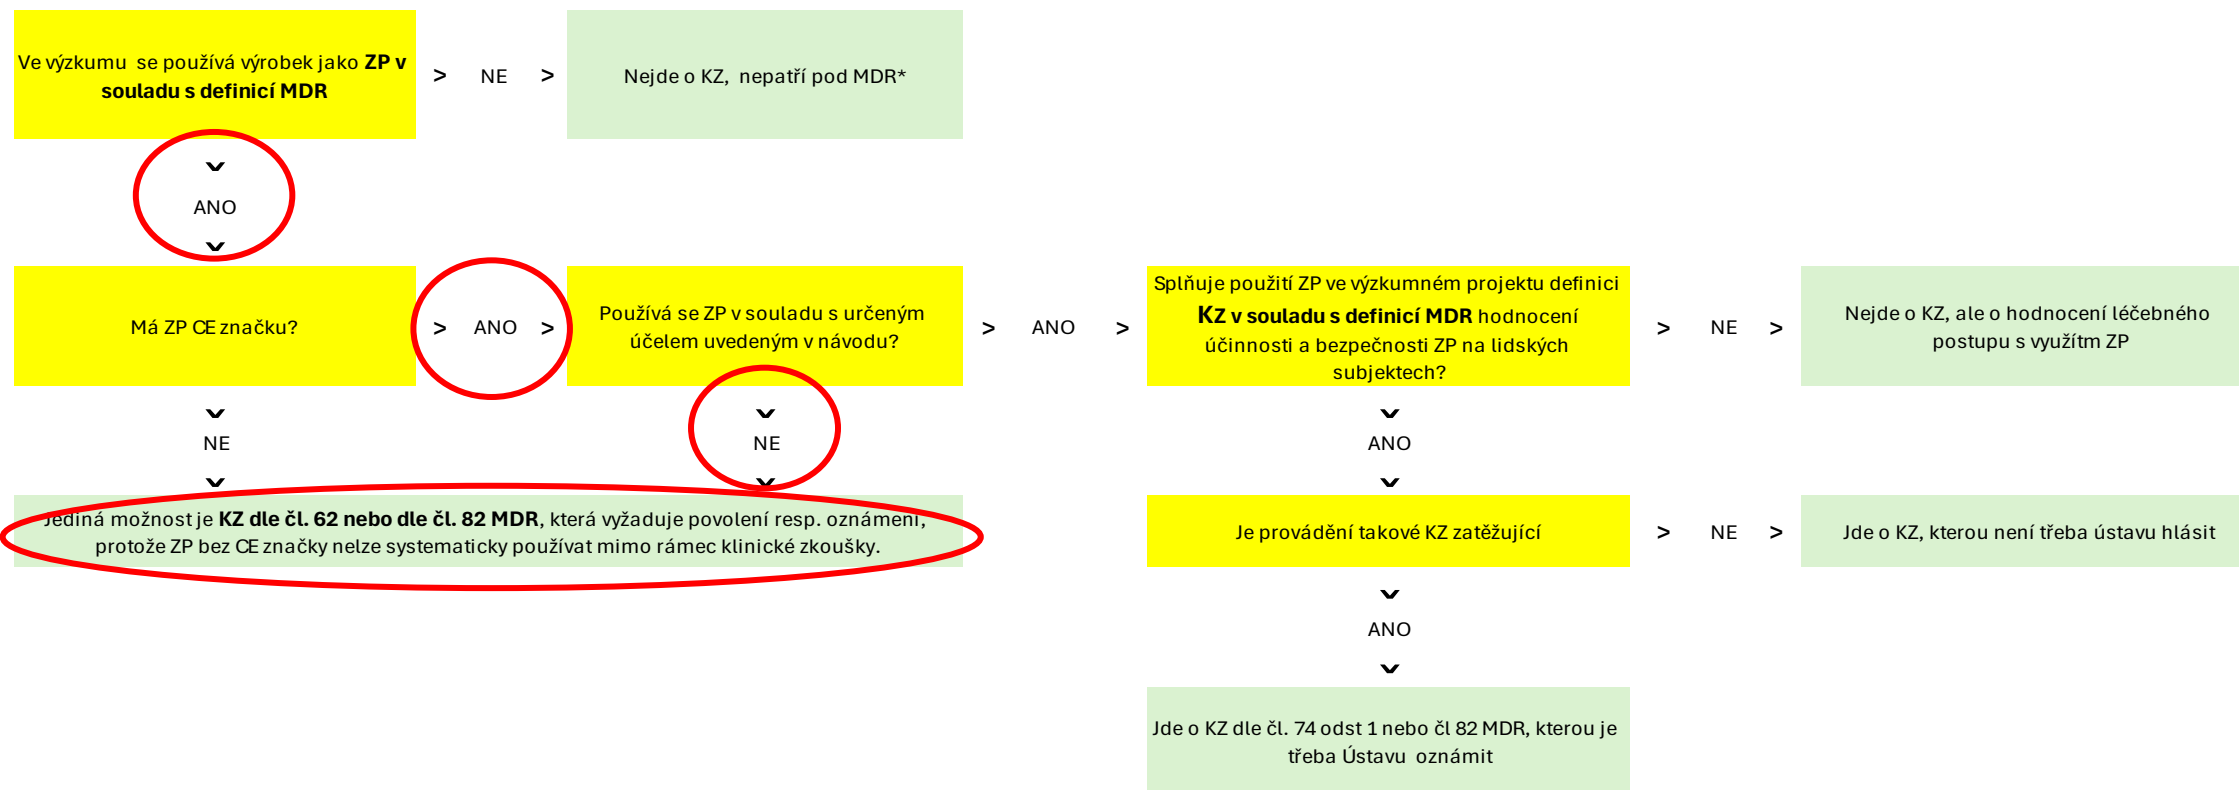 Ve výzkumu se používá výrobek jako ZP v
souladu s definicí MDR
>
NE
>
Nejde o KZ, nepatří pod MDR*
ANO
Má ZP CE značku?
>
ANO
>
Používá se ZP v souladu s určeným
účelem uvedeným v návodu?
>
ANO
>
Splňuje použití ZP ve výzkumném projektu definici
KZ v souladu s definicí MDR hodnocení
účinnosti a bezpečnosti ZP na lidských
subjektech?
>
NE
>
Nejde o KZ, ale o hodnocení léčebného
postupu s využítm ZP
NE
NE
ANO
Jediná možnost je KZ dle čl. 62 nebo dle čl. 82 MDR, která vyžaduje povolení resp. oznámení,
protože ZP bez CE značky nelze systematicky používat mimo rámec klinické zkoušky.
Je provádění takové KZ zatěžující
>
NE
>
Jde o KZ, kterou není třeba ústavu hlásit
ANO
Jde o KZ dle čl. 74 odst 1 nebo čl 82 MDR, kterou je
třeba Ústavu oznámit